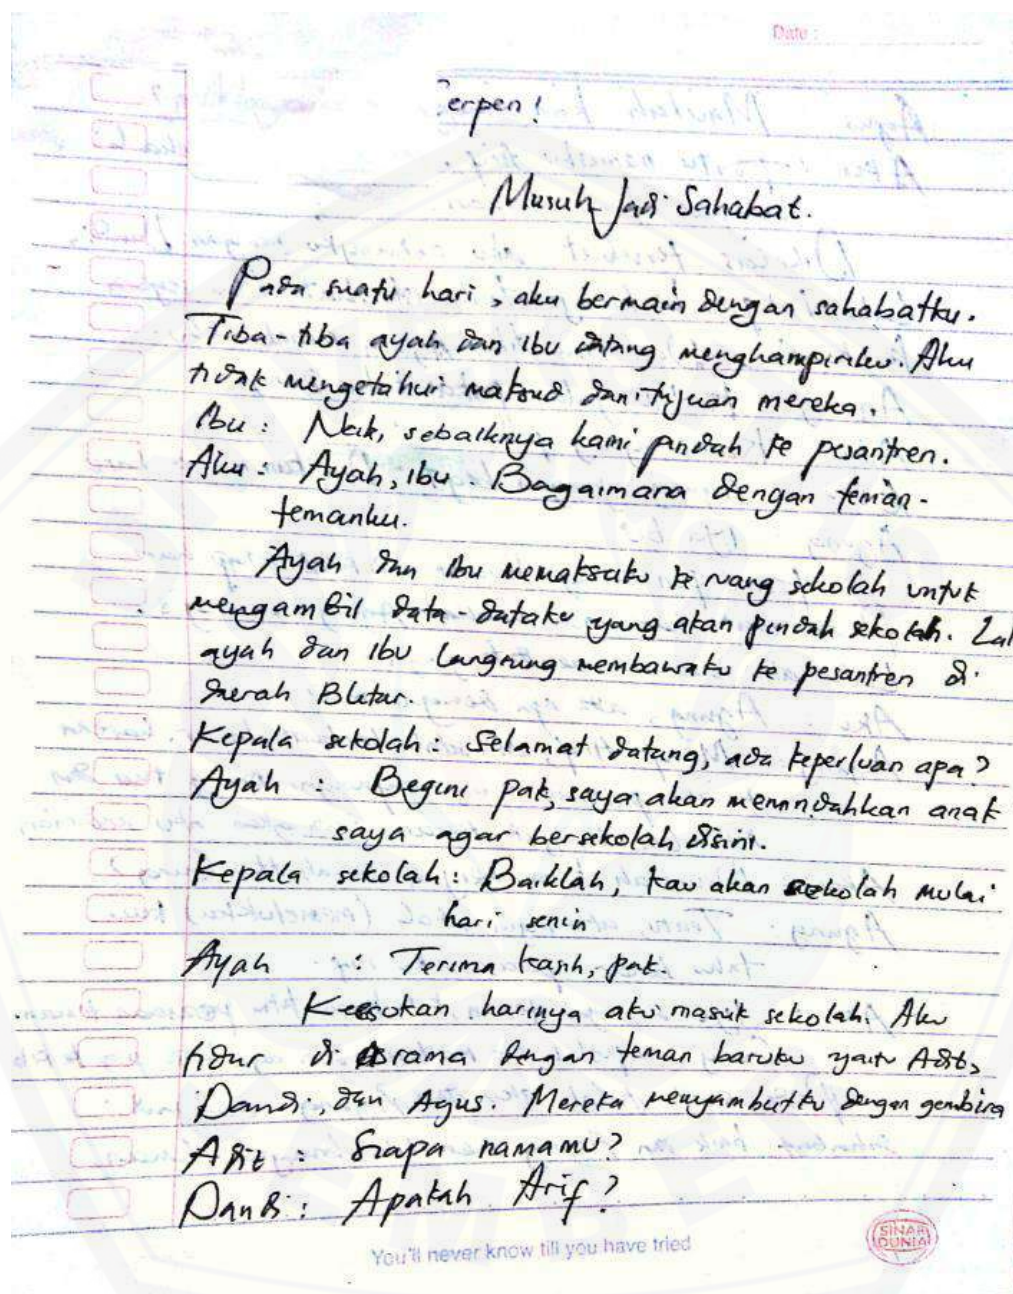 Date :
Cerpen !
Musuh Jadi Sahabat.
Pada suatu hari, aku bermain dengan sahabatku.
Tiba-tiba ayah dan Ibu datang menghampiriku. Aku
tidak mengetahui maksud dan tujuan mereka.
Ibu : Nak, sebaiknya kami pindah ke pesantren.
Aku : Ayah, Ibu. Bagaimana dengan teman-
temanku.
Ayah dan Ibu memaksaku ke ruang sekolah untuk
mengambil data-dataku yang akan pindah sekolah. Lal
ayah dan Ibu langsung membawaku ke pesantren di
daerah Blitar.
Kepala sekolah : Selamat datang, ada keperluan apa?
Ayah : Begini pak, saya akan memindahkan anak
saya agar bersekolah disini.
Kepala sekolah : Baiklah, kau akan sekolah mulai
hari senin
Ayah : Terima kasih, pak.
Keesokan harinya aku masuk sekolah. Aku
tidur di asrama dengan teman baruku yaitu Adit,
Dandi, dan Agus. Mereka menyambutku dengan gembira
Adit : Siapa namamu?
Dandi : Apakah Arif?
You'll never know till you have tried
SINAR
DUNIA